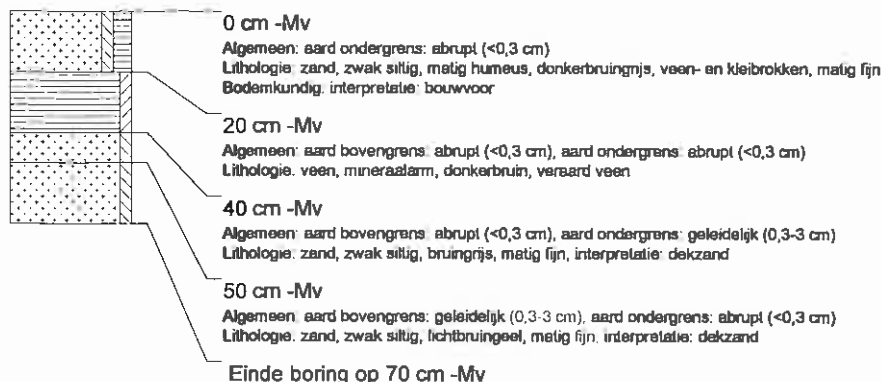 0 cm -Mv
Algemeen: aard ondergrens: abrupt (<0,3 cm)
Lithologie: zand, zwak siltig, matig humeus, donkerbruingrijs, veen- en kleibrokken, matig fijn
Bodemkundig: interpretatie: bouwvoor
20 cm -Mv
Algemeen: aard bovengrens: abrupt (<0,3 cm), aard ondergrens: abrupt (<0,3 cm)
Lithologie: veen, mineraalarm, donkerbruin, veraard veen
40 cm -Mv
Algemeen: aard bovengrens: abrupt (<0,3 cm), aard ondergrens: geleidelijk (0,3-3 cm)
Lithologie: zand, zwak siltig, bruingrijs, matig fijn, interpretatie: dekzand
50 cm -Mv
Algemeen: aard bovengrens: geleidelijk (0,3-3 cm), aard ondergrens: abrupt (<0,3 cm)
Lithologie: zand, zwak siltig, lichtbruingeel, matig fijn, interpretatie: dekzand
Einde boring op 70 cm -Mv